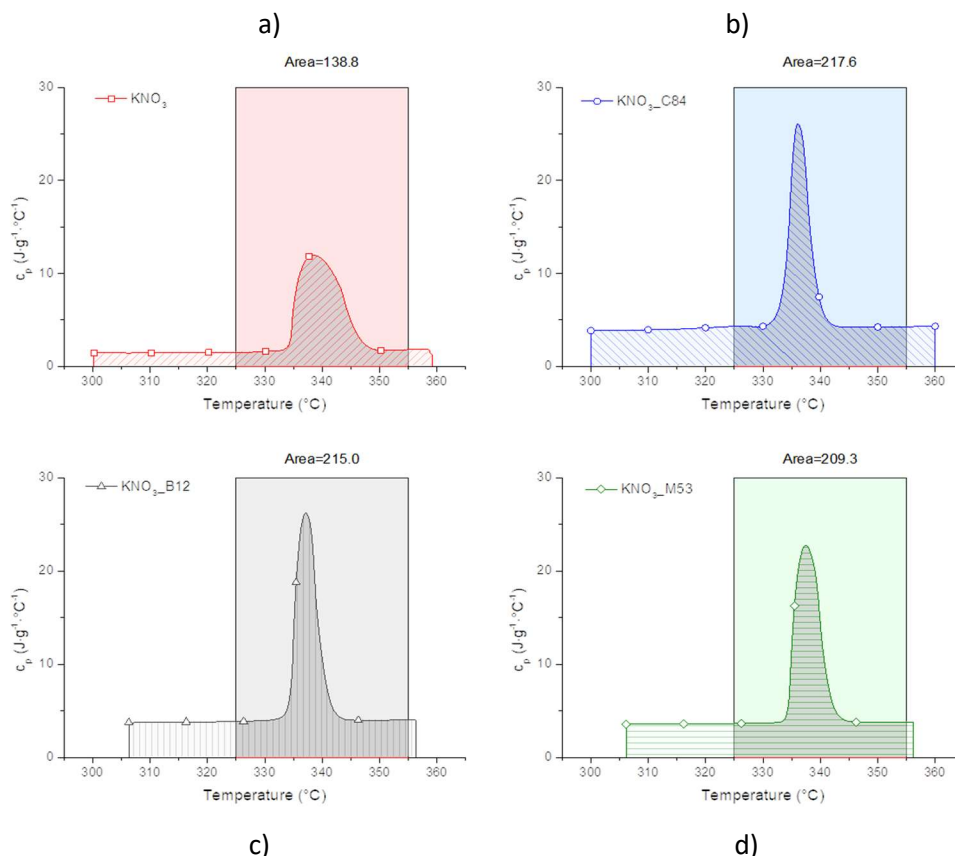 a)
b)
Area=138.8
Area=217.6
KNO₃
KNO₃_C84
cₚ (J·g⁻¹·°C⁻¹)
30
20
10
0
300 310 320 330 340 350 360
Temperature (°C)
cₚ (J·g⁻¹·°C⁻¹)
30
20
10
0
300 310 320 330 340 350 360
Temperature (°C)
Area=215.0
Area=209.3
KNO₃_B12
KNO₃_M53
cₚ (J·g⁻¹·°C⁻¹)
30
20
10
0
300 310 320 330 340 350 360
Temperature (°C)
cₚ (J·g⁻¹·°C⁻¹)
30
20
10
0
300 310 320 330 340 350 360
Temperature (°C)
c)
d)